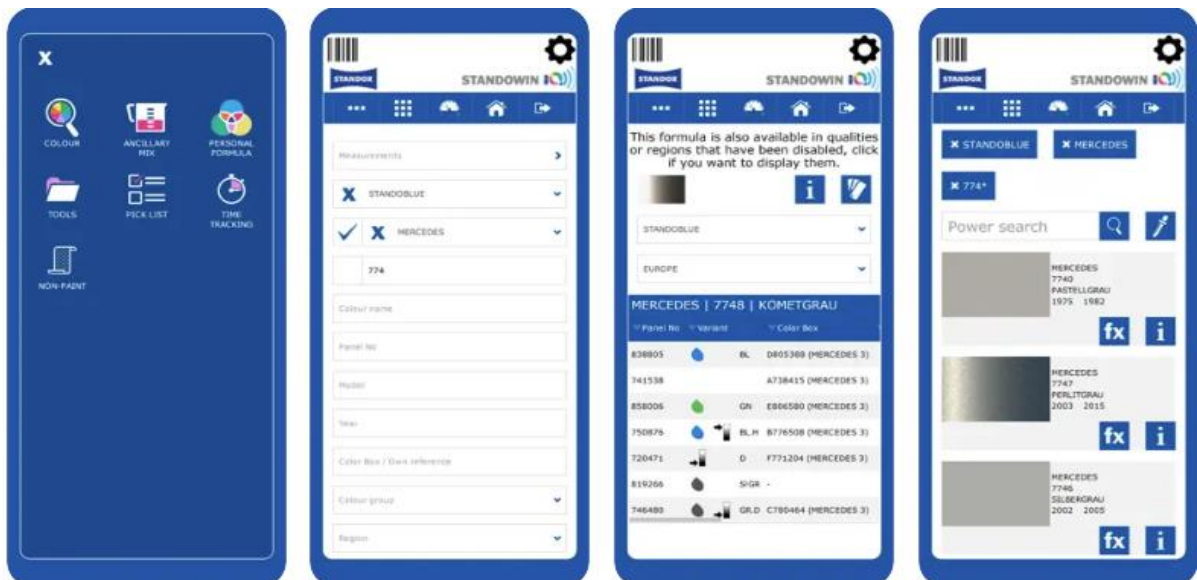 X
COLOUR
ANCILLARY MIX
PERSONAL FORMULA
TOOLS
PICK LIST
TIME TRACKING
NON-PAINT
STANDOX
STANDOWIN iQ
Measurements
STANDOBLUE
MERCEDES
774
Colour name
Panel No
Model
Year
Color Box / Own reference
Colour group
Region
STANDOX
STANDOWIN iQ
This formula is also available in qualities
or regions that have been disabled, click
if you want to display them.
STANDOBLUE
EUROPE
MERCEDES | 7748 | KOMETGRAU
Panel No Variant Color Box
838805 BL D805388 (MERCEDES 3)
741538 A738415 (MERCEDES 3)
858006 GN E806580 (MERCEDES 3)
750876 BL.H B776508 (MERCEDES 3)
720471 D F771204 (MERCEDES 3)
819266 SIGR -
746480 GR.D C780464 (MERCEDES 3)
STANDOX
STANDOWIN iQ
X STANDOBLUE X MERCEDES
X 774*
Power search
MERCEDES
7740
PASTELLGRAU
1975 1982
fx i
MERCEDES
7747
PERLITGRAU
2003 2015
fx i
MERCEDES
7746
SILBERGRAU
2002 2005
fx i